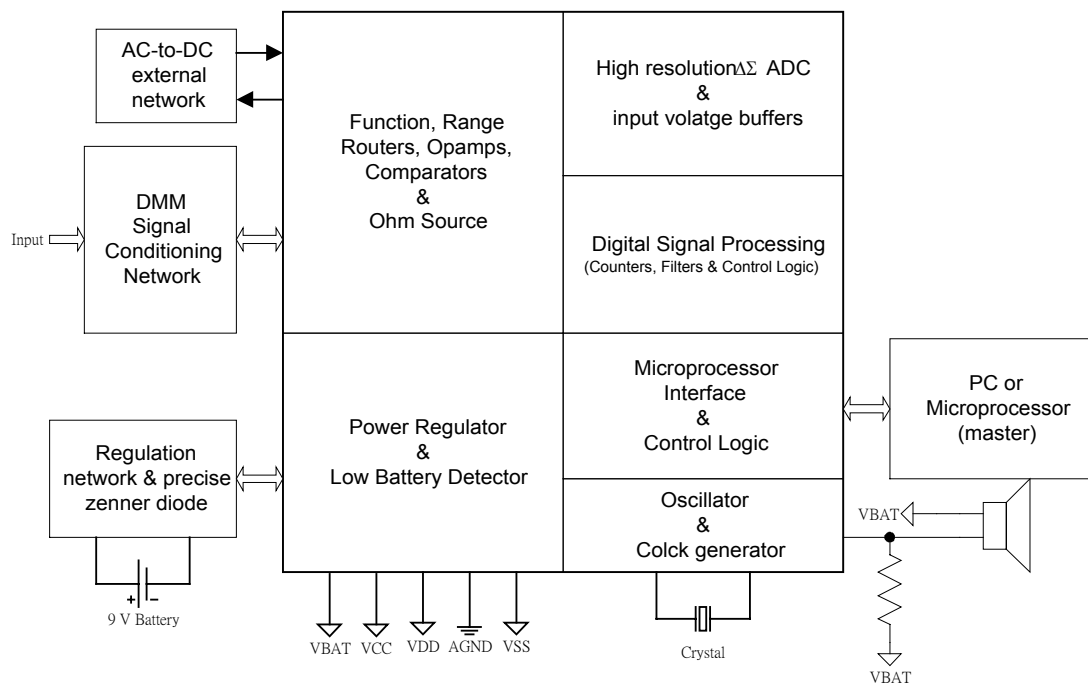 AC-to-DC
external
network
Function, Range
Routers, Opamps,
Comparators
&
Ohm Source
High resolutionΔΣ ADC
&
input volatge buffers
Input
DMM
Signal
Conditioning
Network
Digital Signal Processing
(Counters, Filters & Control Logic)
Microprocessor
Interface
&
Control Logic
PC or
Microprocessor
(master)
Regulation
network & precise
zenner diode
Power Regulator
&
Low Battery Detector
Oscillator
&
Colck generator
VBAT
+ −
9 V Battery
VBAT
VCC
VDD
AGND
VSS
Crystal
VBAT